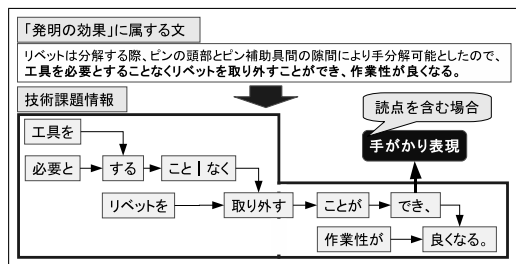 「発明の効果」に属する文
リベットは分解する際、ピンの頭部とピン補助具間の隙間により手分解可能としたので、
工具を必要とすることなくリベットを取り外すことができ、作業性が良くなる。
技術課題情報
読点を含む場合
手がかり表現
工具を
必要と する こと|なく
リベットを 取り外す ことが でき、
作業性が 良くなる。